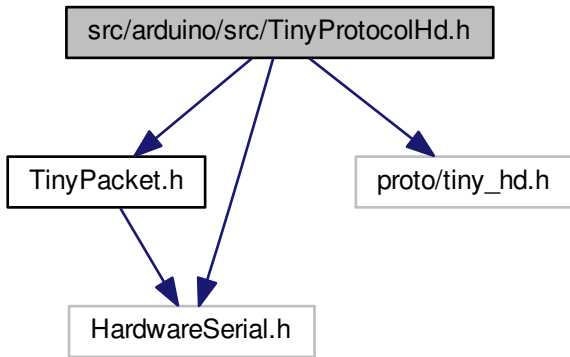 src/arduino/src/TinyProtocolHd.h
TinyPacket.h
proto/tiny_hd.h
HardwareSerial.h